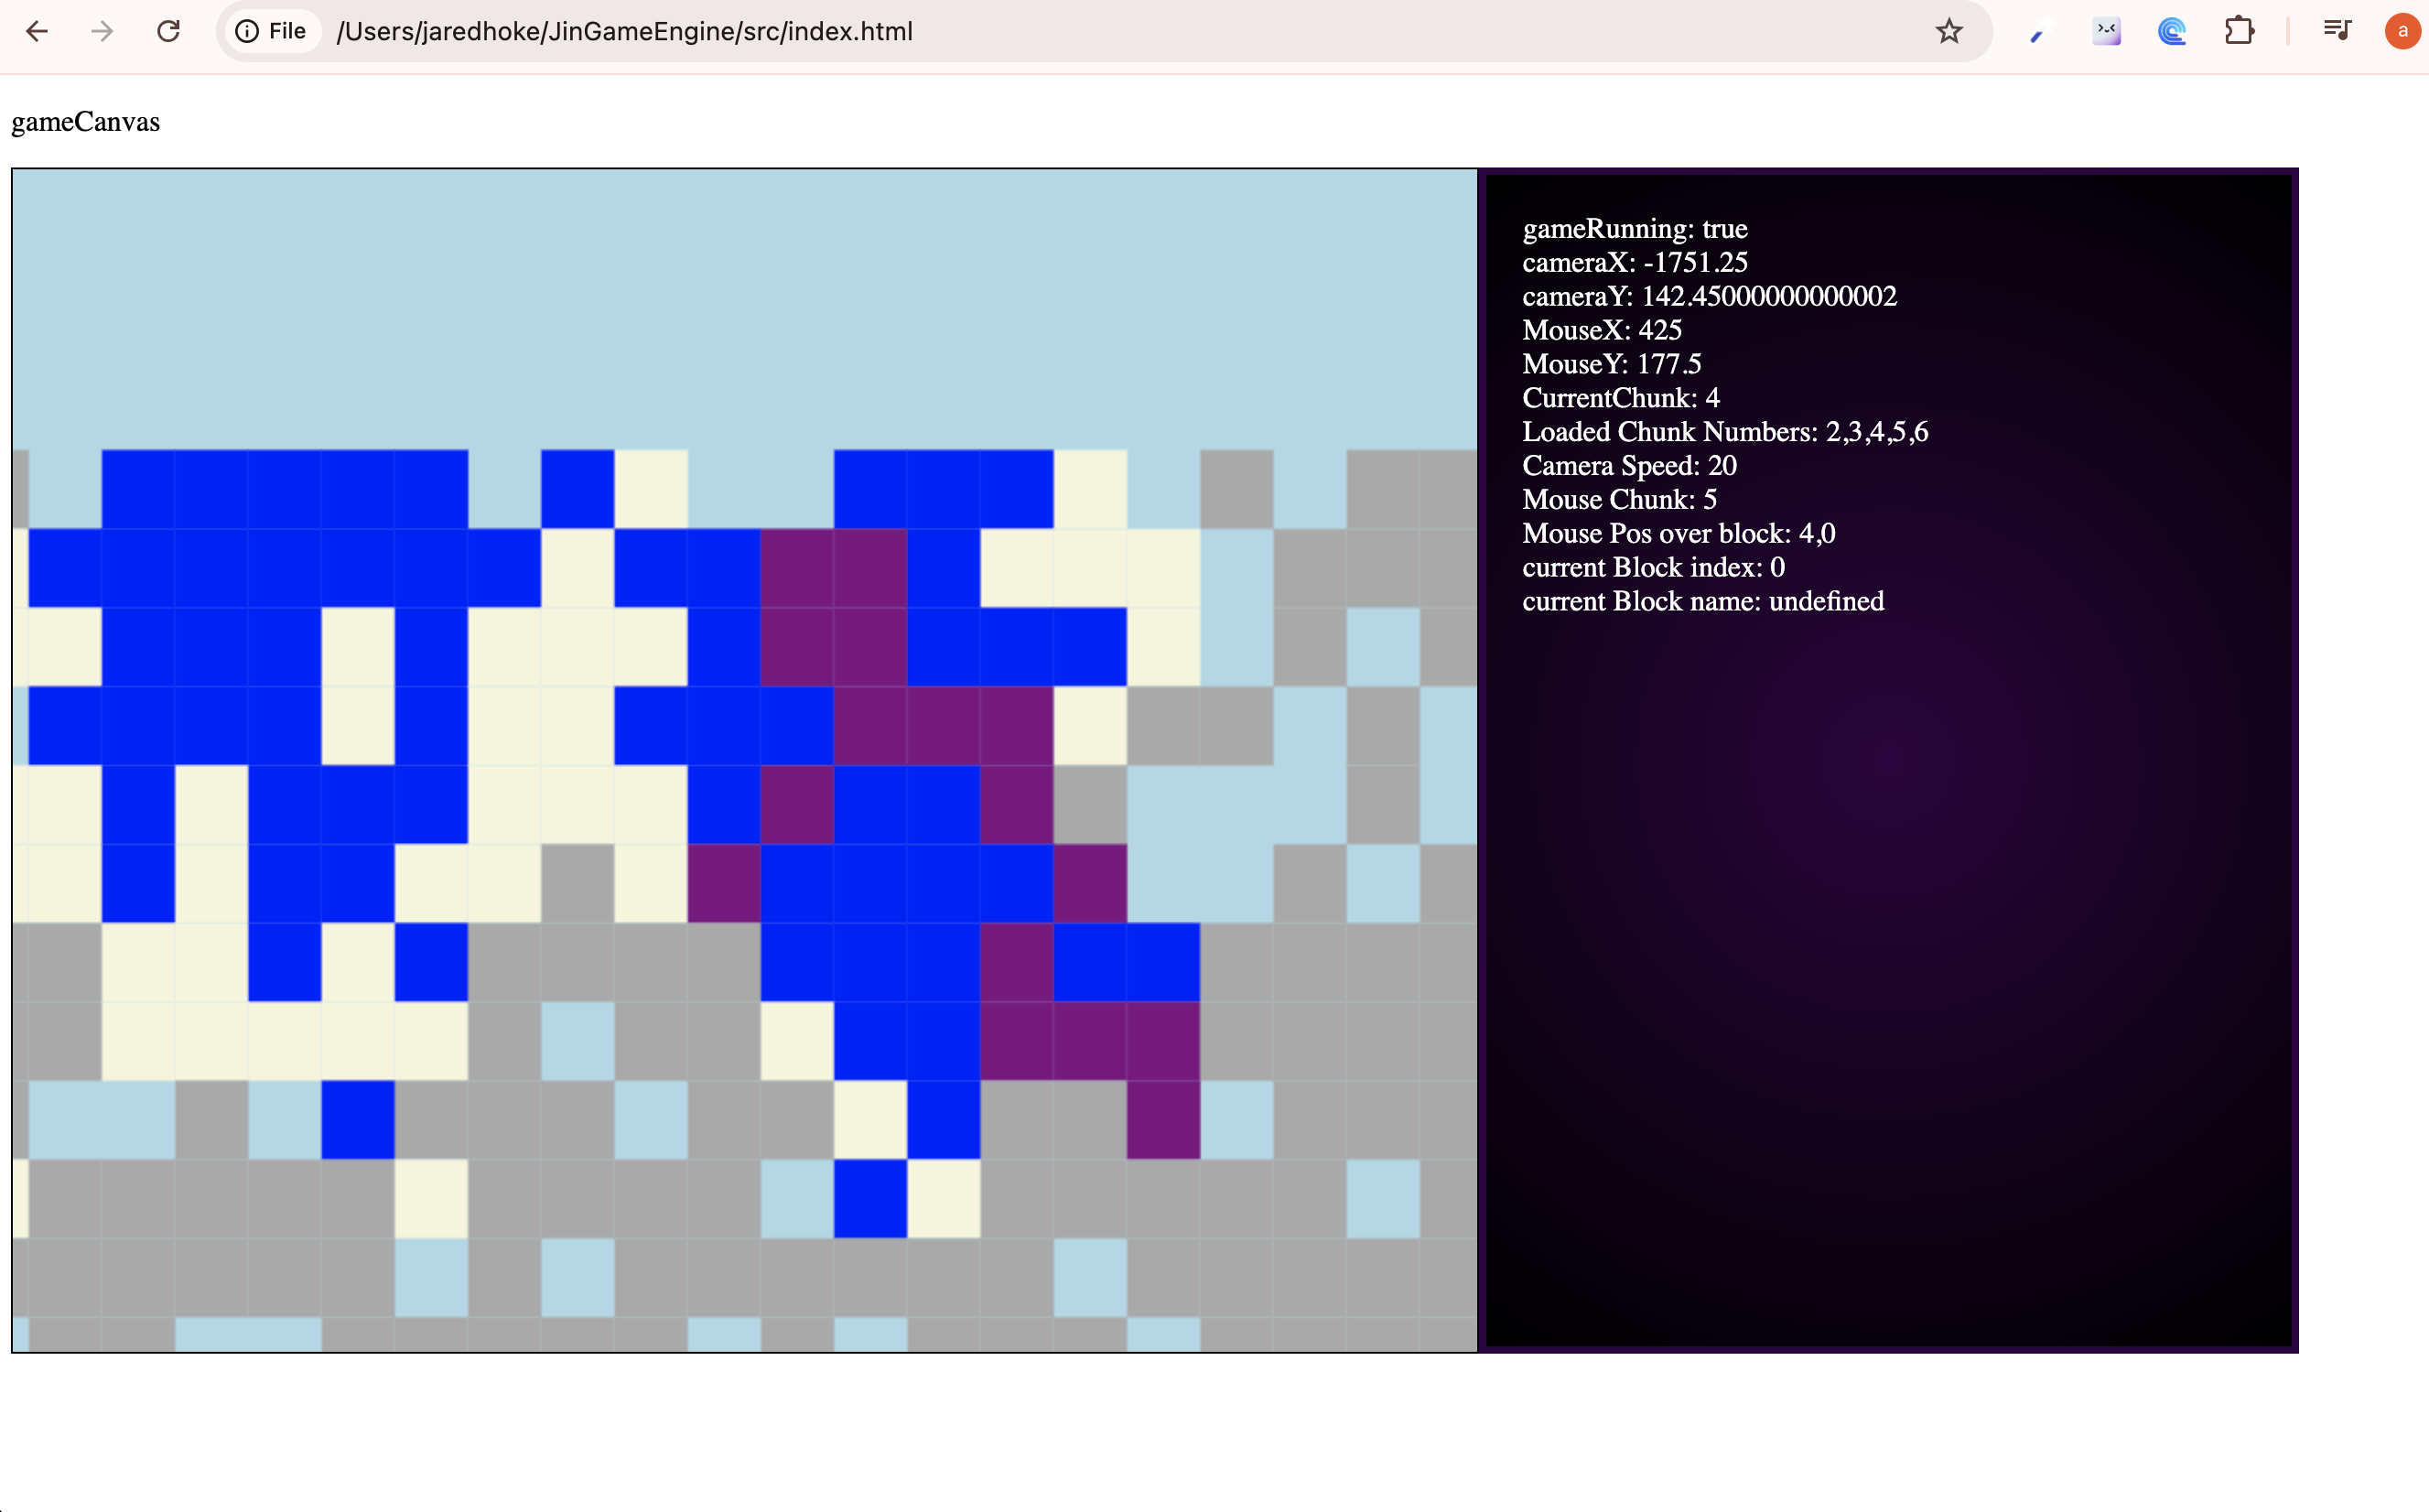 File /Users/jaredhoke/JinGameEngine/src/index.html
a
gameCanvas
gameRunning: true
cameraX: -1751.25
cameraY: 142.45000000000002
MouseX: 425
MouseY: 177.5
CurrentChunk: 4
Loaded Chunk Numbers: 2,3,4,5,6
Camera Speed: 20
Mouse Chunk: 5
Mouse Pos over block: 4,0
current Block index: 0
current Block name: undefined